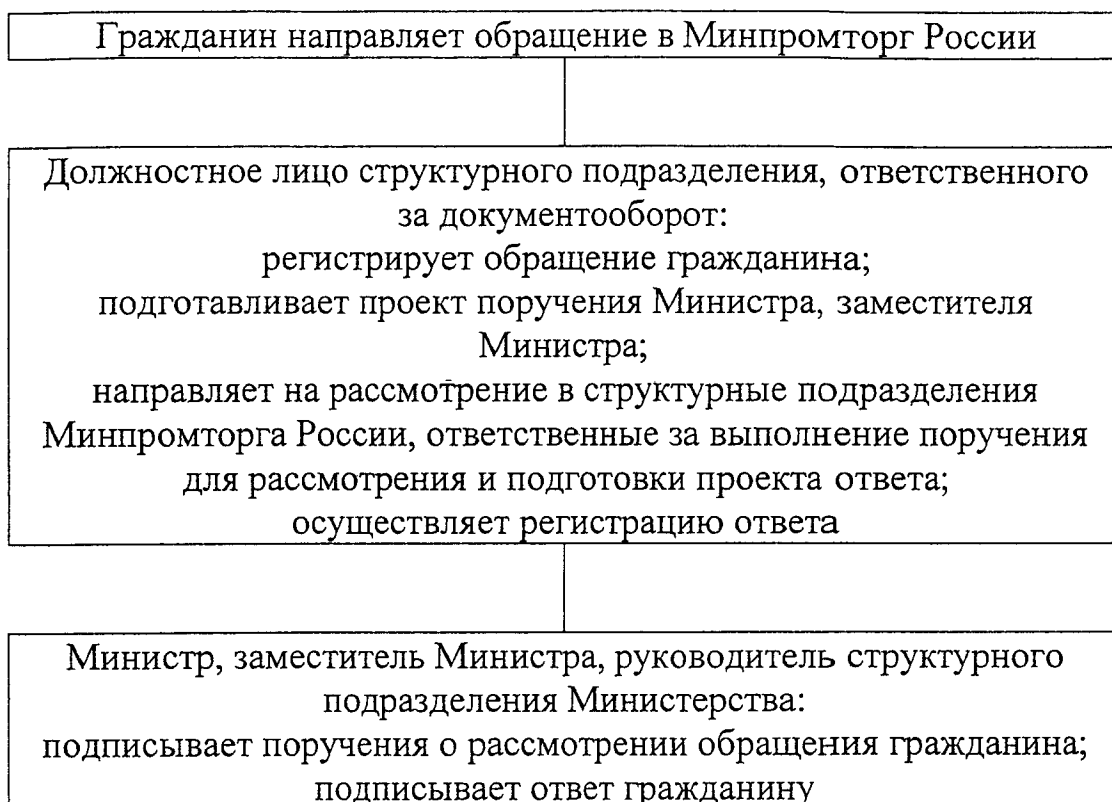 Гражданин направляет обращение в Минпромторг России
Должностное лицо структурного подразделения, ответственного
за документооборот:
регистрирует обращение гражданина;
подготавливает проект поручения Министра, заместителя
Министра;
направляет на рассмотрение в структурные подразделения
Минпромторга России, ответственные за выполнение поручения
для рассмотрения и подготовки проекта ответа;
осуществляет регистрацию ответа
Министр, заместитель Министра, руководитель структурного
подразделения Министерства:
подписывает поручения о рассмотрении обращения гражданина;
подписывает ответ гражданину